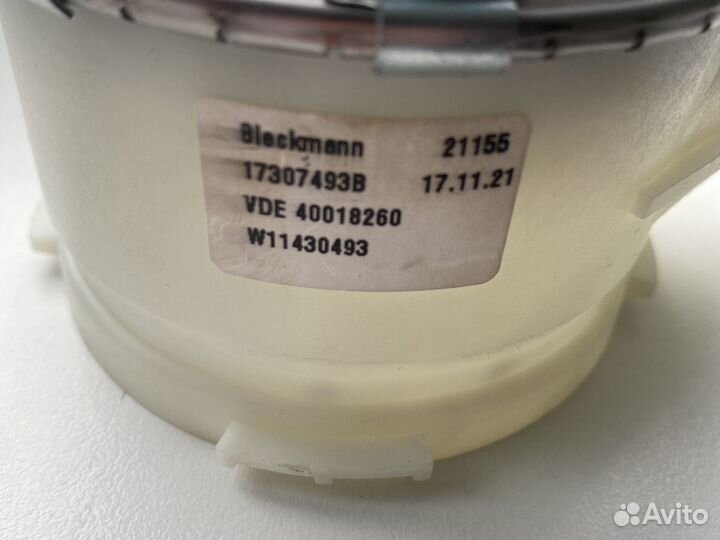 Bleckmann 21155
17307493B 17.11.21
VDE 40018260
W11430493
Avito